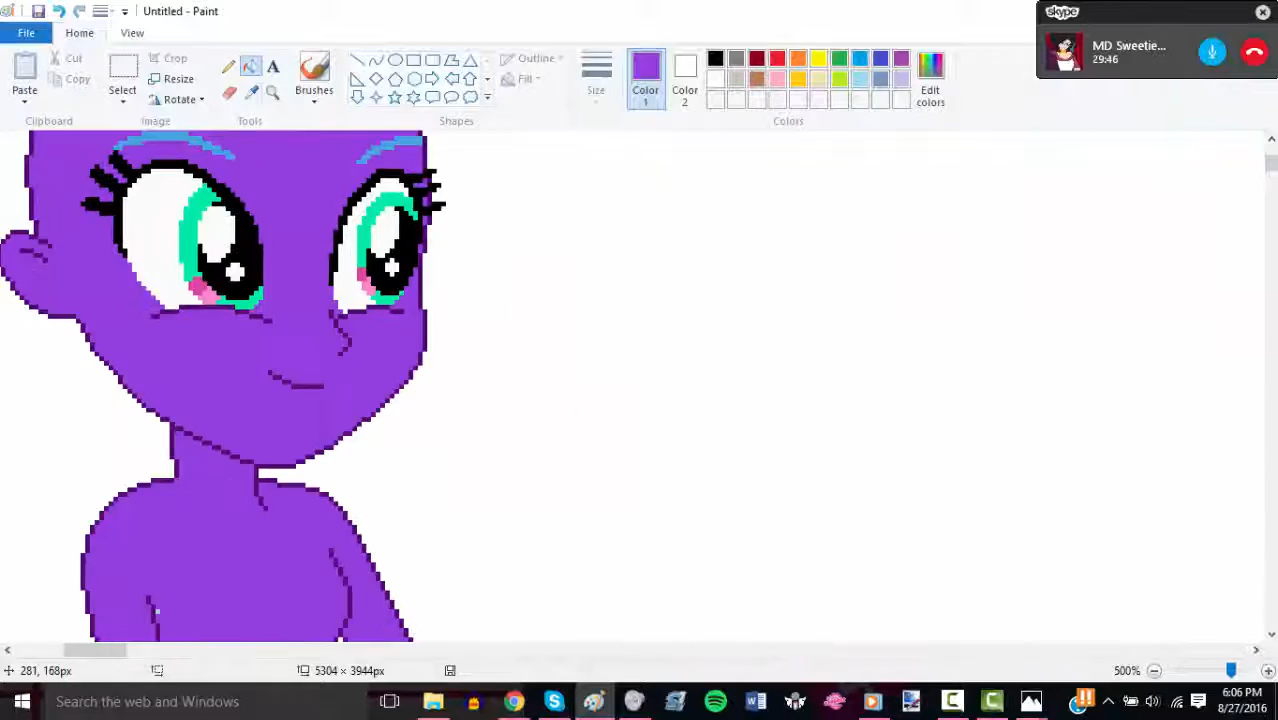 Untitled - Paint
File
Home
View
Paste
Cut
Copy
Clipboard
Select
Crop
Resize
Rotate
Image
A
Tools
Brushes
Shapes
Outline
Fill
Size
Color
1
Color
2
Edit
colors
Colors
skype
MD Sweetie...
29:46
281, 168px
5304 × 3944px
500%
Search the web and Windows
6:06 PM
8/27/2016